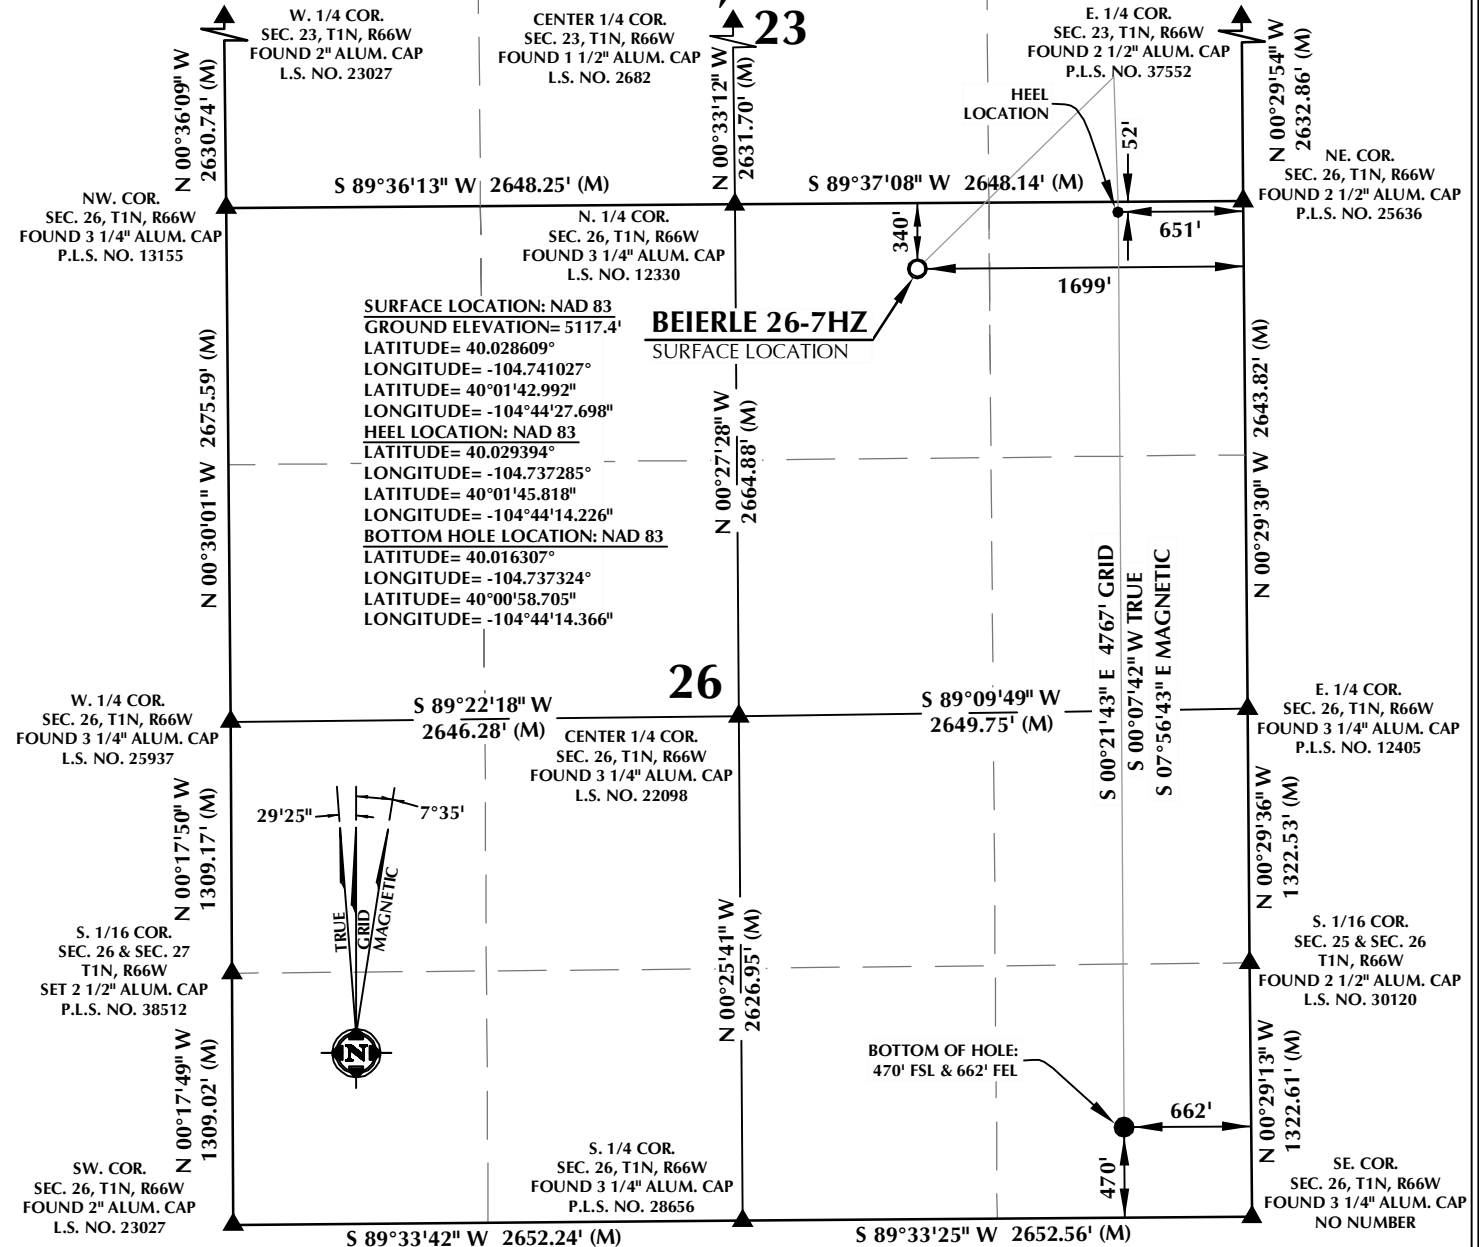 W. 1/4 COR.
SEC. 23, T1N, R66W
FOUND 2" ALUM. CAP
L.S. NO. 23027
CENTER 1/4 COR.
SEC. 23, T1N, R66W
FOUND 1 1/2" ALUM. CAP
L.S. NO. 2682
23
E. 1/4 COR.
SEC. 23, T1N, R66W
FOUND 2 1/2" ALUM. CAP
P.L.S. NO. 37552
N 00°36'09" W
2630.74' (M)
N 00°33'12" W
2631.70' (M)
N 00°29'54" W
2632.86' (M)
HEEL
LOCATION
52'
NW. COR.
SEC. 26, T1N, R66W
FOUND 3 1/4" ALUM. CAP
P.L.S. NO. 13155
S 89°36'13" W 2648.25' (M)
S 89°37'08" W 2648.14' (M)
NE. COR.
SEC. 26, T1N, R66W
FOUND 2 1/2" ALUM. CAP
P.L.S. NO. 25636
N. 1/4 COR.
SEC. 26, T1N, R66W
FOUND 3 1/4" ALUM. CAP
L.S. NO. 12330
340'
651'
1699'
SURFACE LOCATION: NAD 83
GROUND ELEVATION= 5117.4'
LATITUDE= 40.028609°
LONGITUDE= -104.741027°
LATITUDE= 40°01'42.992"
LONGITUDE= -104°44'27.698"
HEEL LOCATION: NAD 83
LATITUDE= 40.029394°
LONGITUDE= -104.737285°
LATITUDE= 40°01'45.818"
LONGITUDE= -104°44'14.226"
BOTTOM HOLE LOCATION: NAD 83
LATITUDE= 40.016307°
LONGITUDE= -104.737324°
LATITUDE= 40°00'58.705"
LONGITUDE= -104°44'14.366"
BEIERLE 26-7HZ
SURFACE LOCATION
N 00°30'01" W 2675.59' (M)
N 00°27'28" W
2664.88' (M)
N 00°29'30" W 2643.82' (M)
S 00°21'43" E 4767' GRID
S 00°07'42" W TRUE
S 07°56'43" E MAGNETIC
26
W. 1/4 COR.
SEC. 26, T1N, R66W
FOUND 3 1/4" ALUM. CAP
L.S. NO. 25937
S 89°22'18" W
2646.28' (M)
CENTER 1/4 COR.
SEC. 26, T1N, R66W
FOUND 3 1/4" ALUM. CAP
L.S. NO. 22098
S 89°09'49" W
2649.75' (M)
E. 1/4 COR.
SEC. 26, T1N, R66W
FOUND 3 1/4" ALUM. CAP
P.L.S. NO. 12405
N 00°17'50" W
1309.17' (M)
29'25"
7°35'
TRUE
GRID
MAGNETIC
N
N 00°25'41" W
2626.95' (M)
N 00°29'36" W
1322.53' (M)
S. 1/16 COR.
SEC. 26 & SEC. 27
T1N, R66W
SET 2 1/2" ALUM. CAP
P.L.S. NO. 38512
S. 1/16 COR.
SEC. 25 & SEC. 26
T1N, R66W
FOUND 2 1/2" ALUM. CAP
L.S. NO. 30120
N 00°17'49" W
1309.02' (M)
BOTTOM OF HOLE:
470' FSL & 662' FEL
662'
470'
N 00°29'13" W
1322.61' (M)
SW. COR.
SEC. 26, T1N, R66W
FOUND 2" ALUM. CAP
L.S. NO. 23027
S. 1/4 COR.
SEC. 26, T1N, R66W
FOUND 3 1/4" ALUM. CAP
P.L.S. NO. 28656
SE. COR.
SEC. 26, T1N, R66W
FOUND 3 1/4" ALUM. CAP
NO NUMBER
S 89°33'42" W 2652.24' (M)
S 89°33'25" W 2652.56' (M)